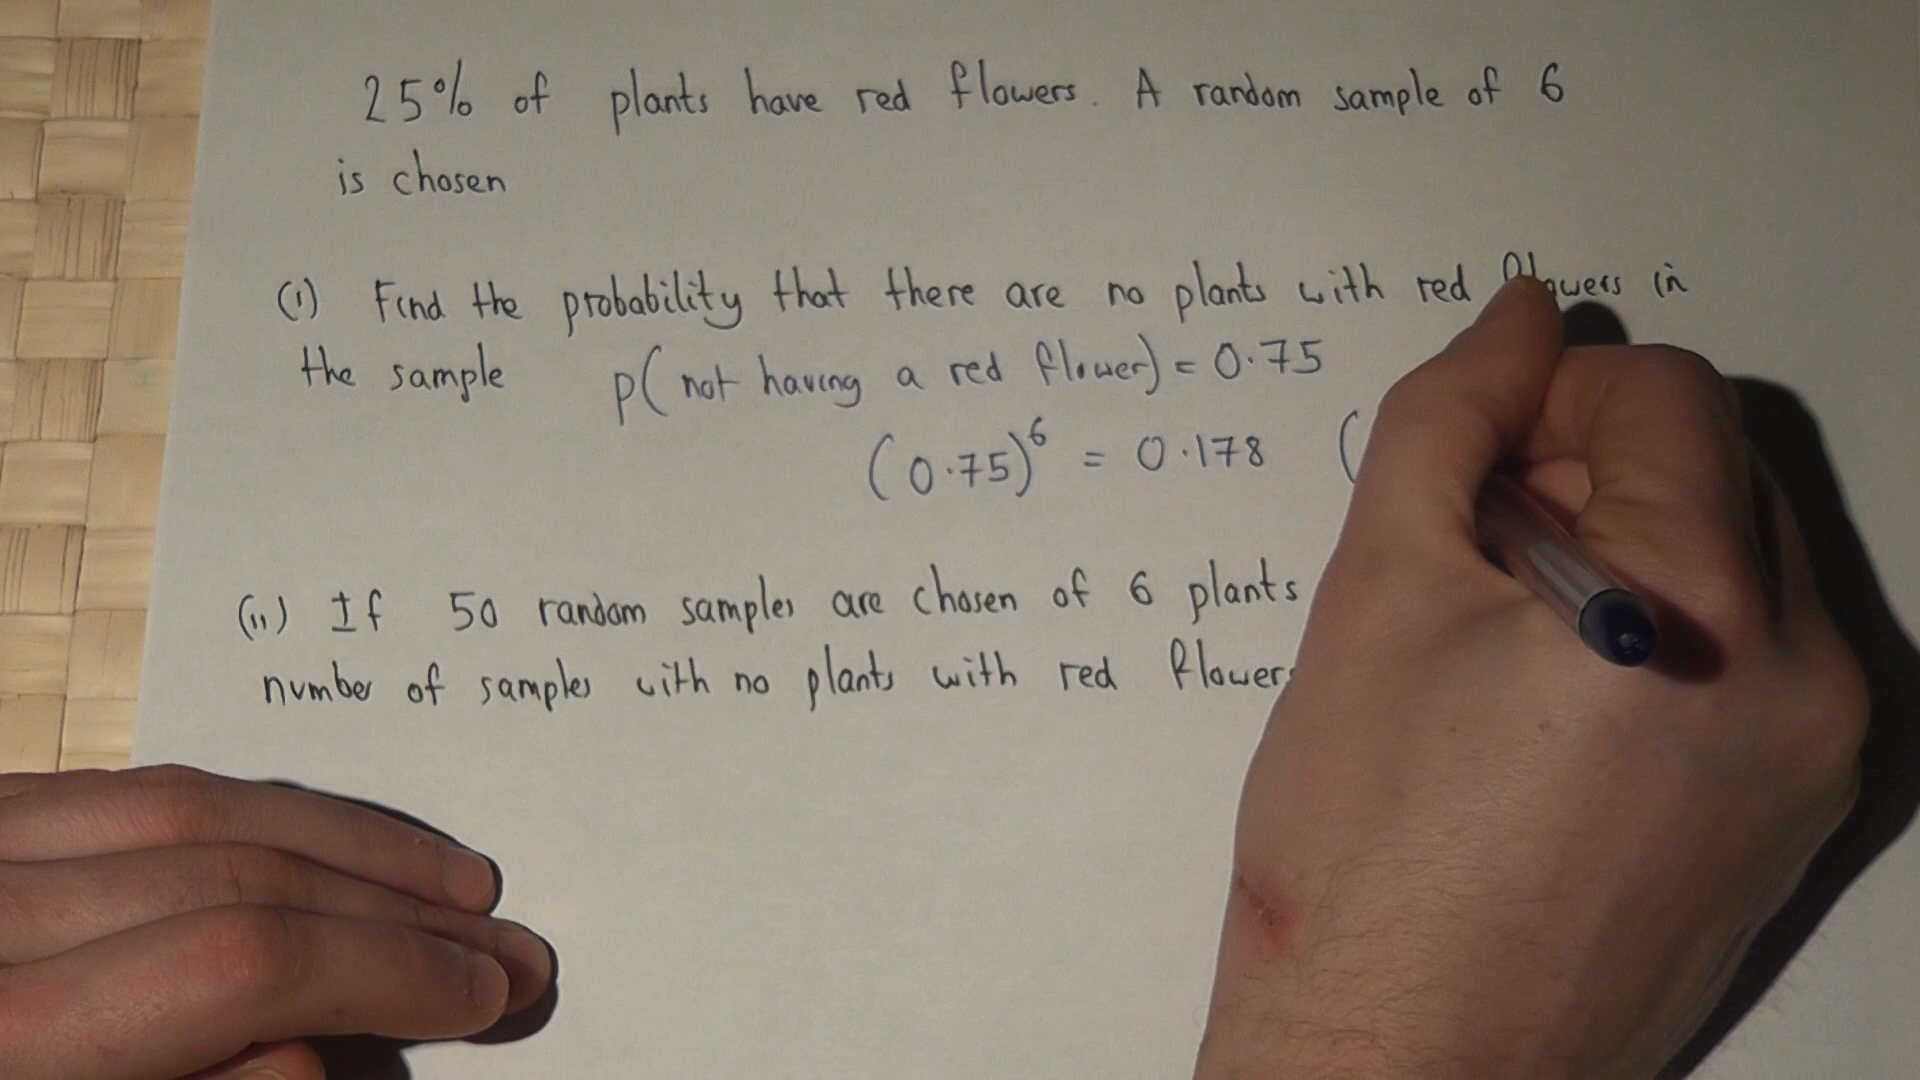 25% of plants have red flowers. A random sample of 6
is chosen
(i) Find the probability that there are no plants with red flowers in
the sample p(not having a red flower) = 0.75
(0.75)^6 = 0.178 (
(ii) If 50 random samples are chosen of 6 plants
number of samples with no plants with red flowers